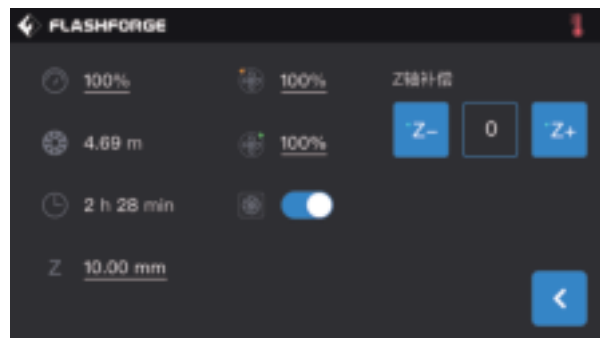 FLASHFORGE
100%
100%
Z轴补偿
4.69 m
100%
Z-
0
Z+
2 h 28 min
Z
10.00 mm